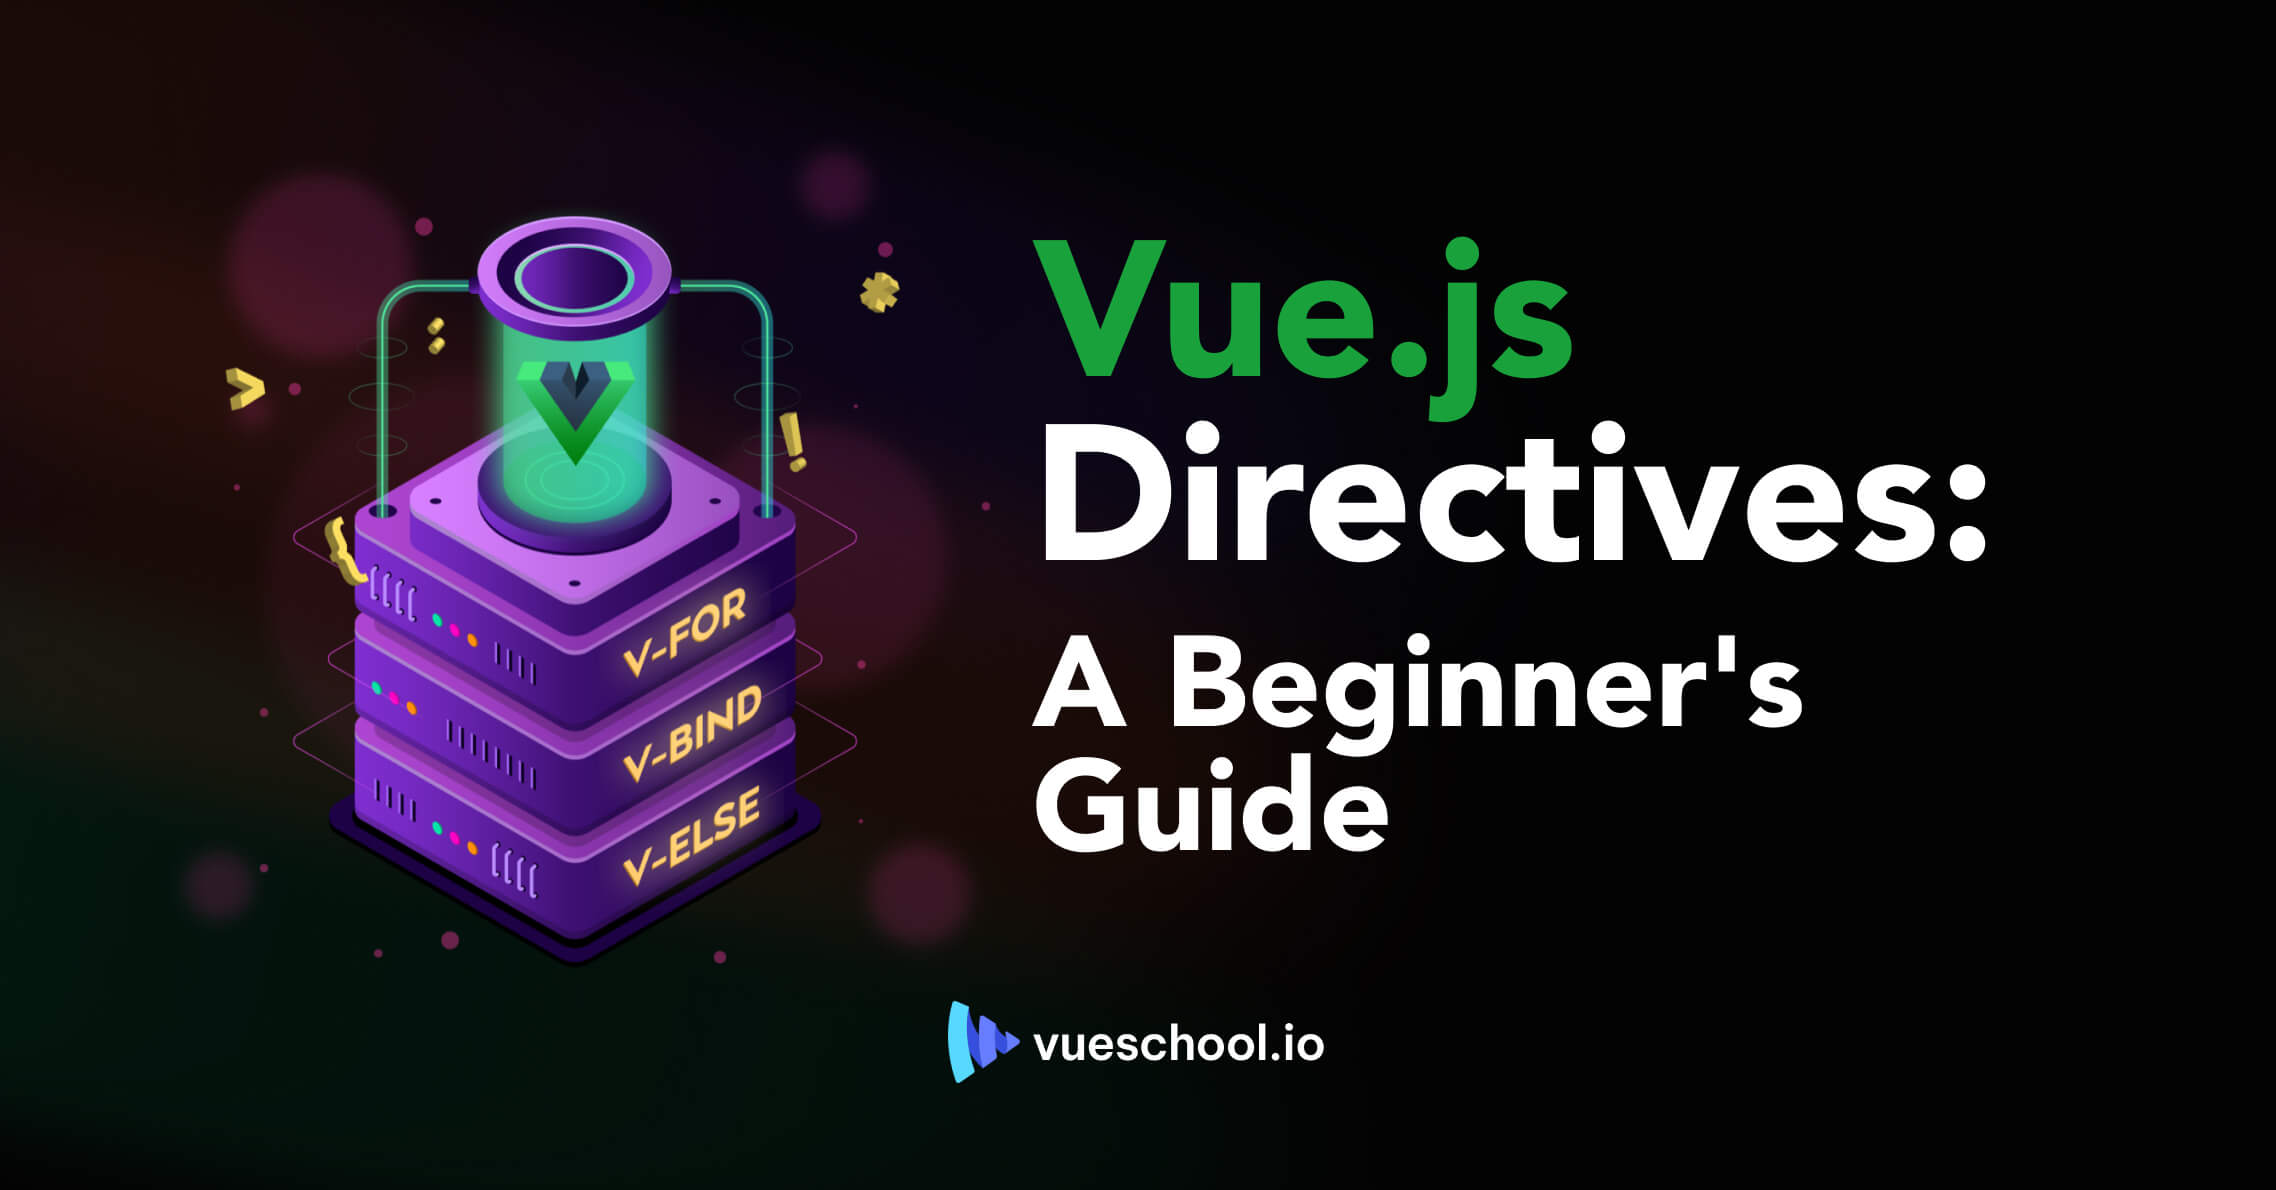 Vue.js
Directives:
A Beginner's
Guide
V-FOR
V-BIND
V-ELSE
vueschool.io